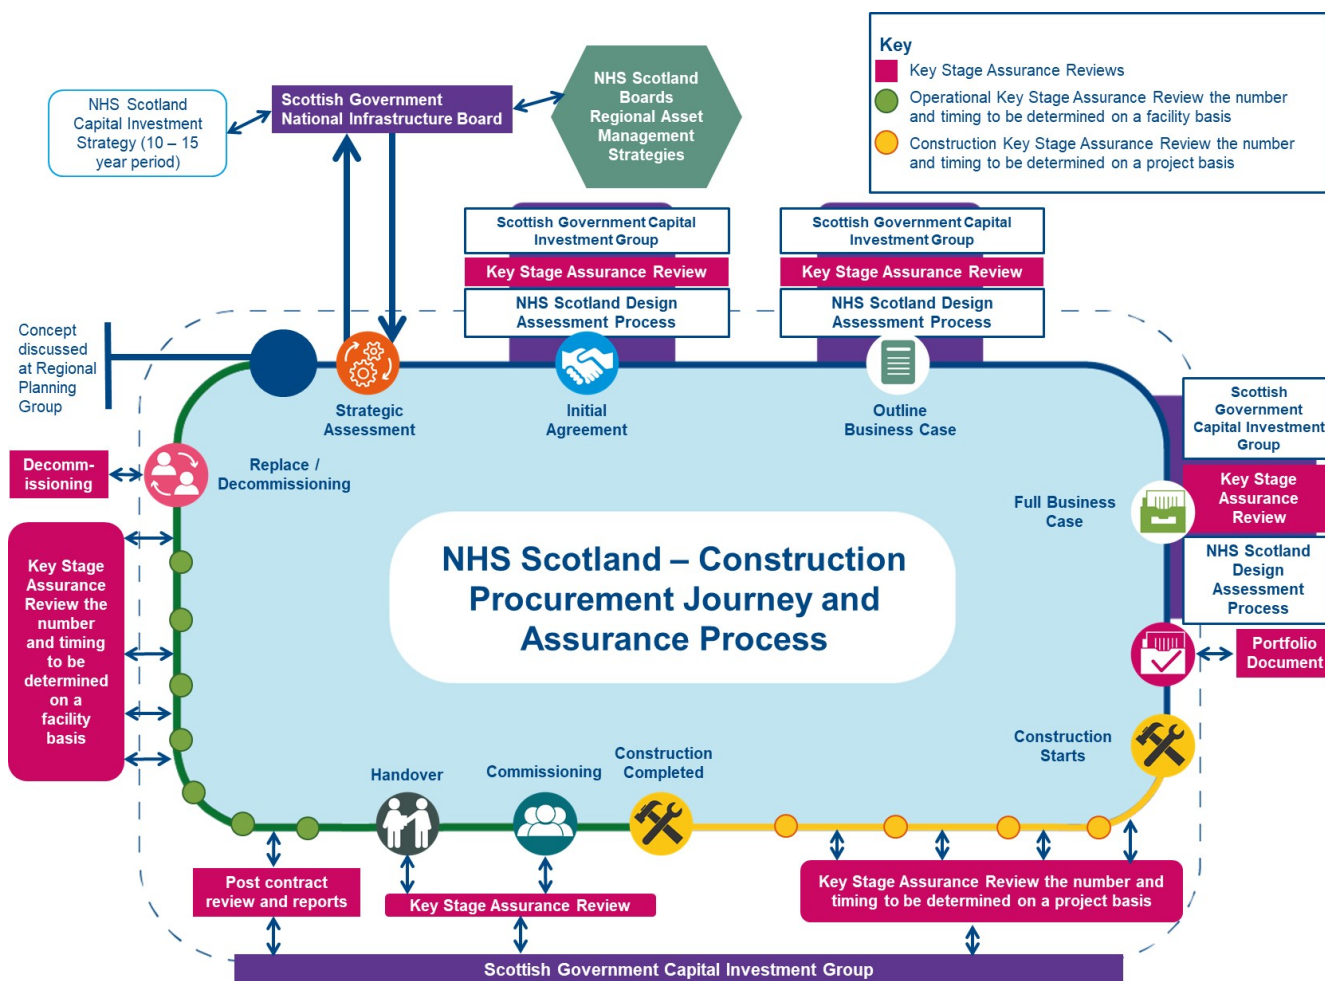 Key
Key Stage Assurance Reviews
Operational Key Stage Assurance Review the number
and timing to be determined on a facility basis
Construction Key Stage Assurance Review the number
and timing to be determined on a project basis
NHS Scotland
Capital Investment
Strategy (10 – 15
year period)
Scottish Government
National Infrastructure Board
NHS Scotland
Boards
Regional Asset
Management
Strategies
Scottish Government Capital
Investment Group
Key Stage Assurance Review
NHS Scotland Design
Assessment Process
Scottish Government Capital
Investment Group
Key Stage Assurance Review
NHS Scotland Design
Assessment Process
Concept
discussed
at Regional
Planning
Group
Strategic
Assessment
Initial
Agreement
Outline
Business Case
Scottish
Government
Capital Investment
Group
Key Stage
Assurance
Review
NHS Scotland
Design
Assessment
Process
Full Business
Case
Portfolio
Document
Construction
Starts
Decomm-
issioning
Replace /
Decommissioning
Key Stage
Assurance
Review the
number
and timing
to be
determined
on a
facility
basis
NHS Scotland – Construction
Procurement Journey and
Assurance Process
Handover
Commissioning
Construction
Completed
Post contract
review and reports
Key Stage Assurance Review
Key Stage Assurance Review the number and
timing to be determined on a project basis
Scottish Government Capital Investment Group